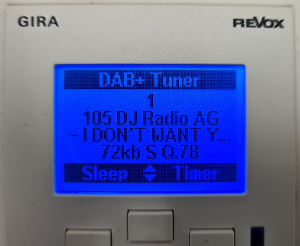 GIRA REVOX
DAB+ Tuner
1
105 DJ Radio AG
- I DON'T WANT Y...
72kb S Q.78
Sleep Timer